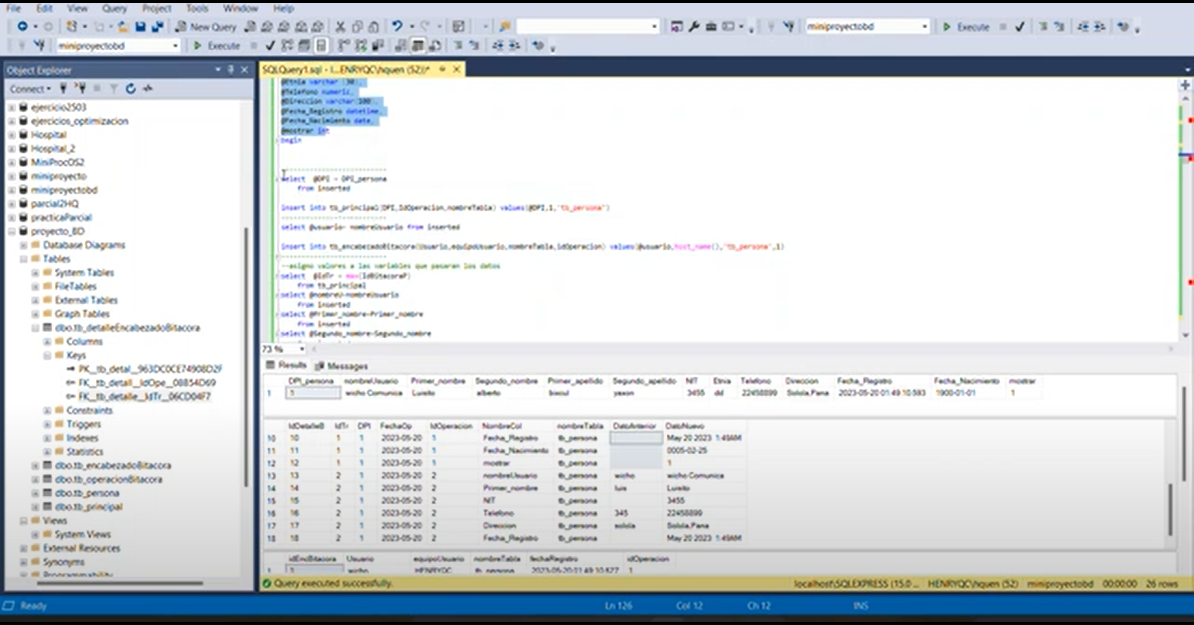 File Edit View Query Project Tools Window Help
New Query miniproyectobd Execute
miniproyectobd Execute
Object Explorer
Connect
ejercicio2503
ejercicios_optimizacion
Hospital
Hospital_2
MiniProcOS2
miniproyecto
miniproyectobd
parcial2HQ
practicaParcial
proyecto_BD
Database Diagrams
Tables
System Tables
FileTables
External Tables
Graph Tables
dbo.tb_detalleEncabezadoBitacora
Columns
Keys
PK__tb_detal__963DC0CE74908D2F
FK__tb_detall__IdOpe__08854D69
FK__tb_detalle__IdTr__06CD04F7
Constraints
Triggers
Indexes
Statistics
dbo.tb_encabezadoBitacora
dbo.tb_operacionBitacora
dbo.tb_persona
dbo.tb_principal
Views
System Views
External Resources
Synonyms
Programmability
SQLQuery1.sql - l...ENRYQC\hquen (52))*
@Etnia varchar (30),
@Telefono numeric,
@Direccion varchar(100),
@Fecha_Registro datetime,
@Fecha_Nacimiento date,
@mostrar int
begin
select @DPI = DPI_persona
from inserted
insert into tb_principal(DPI,IdOperacion,nombreTabla) values(@DPI,1,'tb_persona')
select @usuario= nombreUsuario from inserted
insert into tb_encabezadoBitacora(Usuario,equipoUsuario,nombreTabla,idOperacion) values(@usuario,host_name(),'tb_persona',1)
--asigno valores a las variables que pasaran los datos
select @IdTr = max(IdBitacoraP)
from tb_principal
select @nombreU=nombreUsuario
from inserted
select @Primer_nombre=Primer_nombre
from inserted
select @Segundo_nombre=Segundo_nombre
73 %
Results Messages
DPI_persona nombreUsuario Primer_nombre Segundo_nombre Primer_apellido Segundo_apellido NIT Etnia Telefono Direccion Fecha_Registro Fecha_Nacimiento mostrar
1 1 wicho Comunica Luisito alberto bixcul yaxon 3455 dd 22458899 Solola,Pana 2023-05-20 01:49:10.583 1900-01-01 1
IdDetalleB IdTr DPI FechaOp IdOperacion NombreCol nombreTabla DatoAnterior DatoNuevo
10 10 1 1 2023-05-20 1 Fecha_Registro tb_persona May 20 2023 1:49AM
11 11 1 1 2023-05-20 1 Fecha_Nacimiento tb_persona 0005-02-25
12 12 1 1 2023-05-20 1 mostrar tb_persona 1
13 13 2 1 2023-05-20 2 nombreUsuario tb_persona wicho wicho Comunica
14 14 2 1 2023-05-20 2 Primer_nombre tb_persona luis Luisito
15 15 2 1 2023-05-20 2 NIT tb_persona 3455
16 16 2 1 2023-05-20 2 Telefono tb_persona 345 22458899
17 17 2 1 2023-05-20 2 Direccion tb_persona solola Solola,Pana
18 18 2 1 2023-05-20 2 Fecha_Registro tb_persona May 20 2023 1:49AM
idEncBitacora Usuario equipoUsuario nombreTabla fechaRegistro idOperacion
1 1 wicho HENRYQC tb_persona 2023-05-20 01:49:10.627 1
Query executed successfully. localhost\SQLEXPRESS (15.0 ... HENRYQC\hquen (52) miniproyectobd 00:00:00 26 rows
Ready Ln 126 Col 12 Ch 12 INS